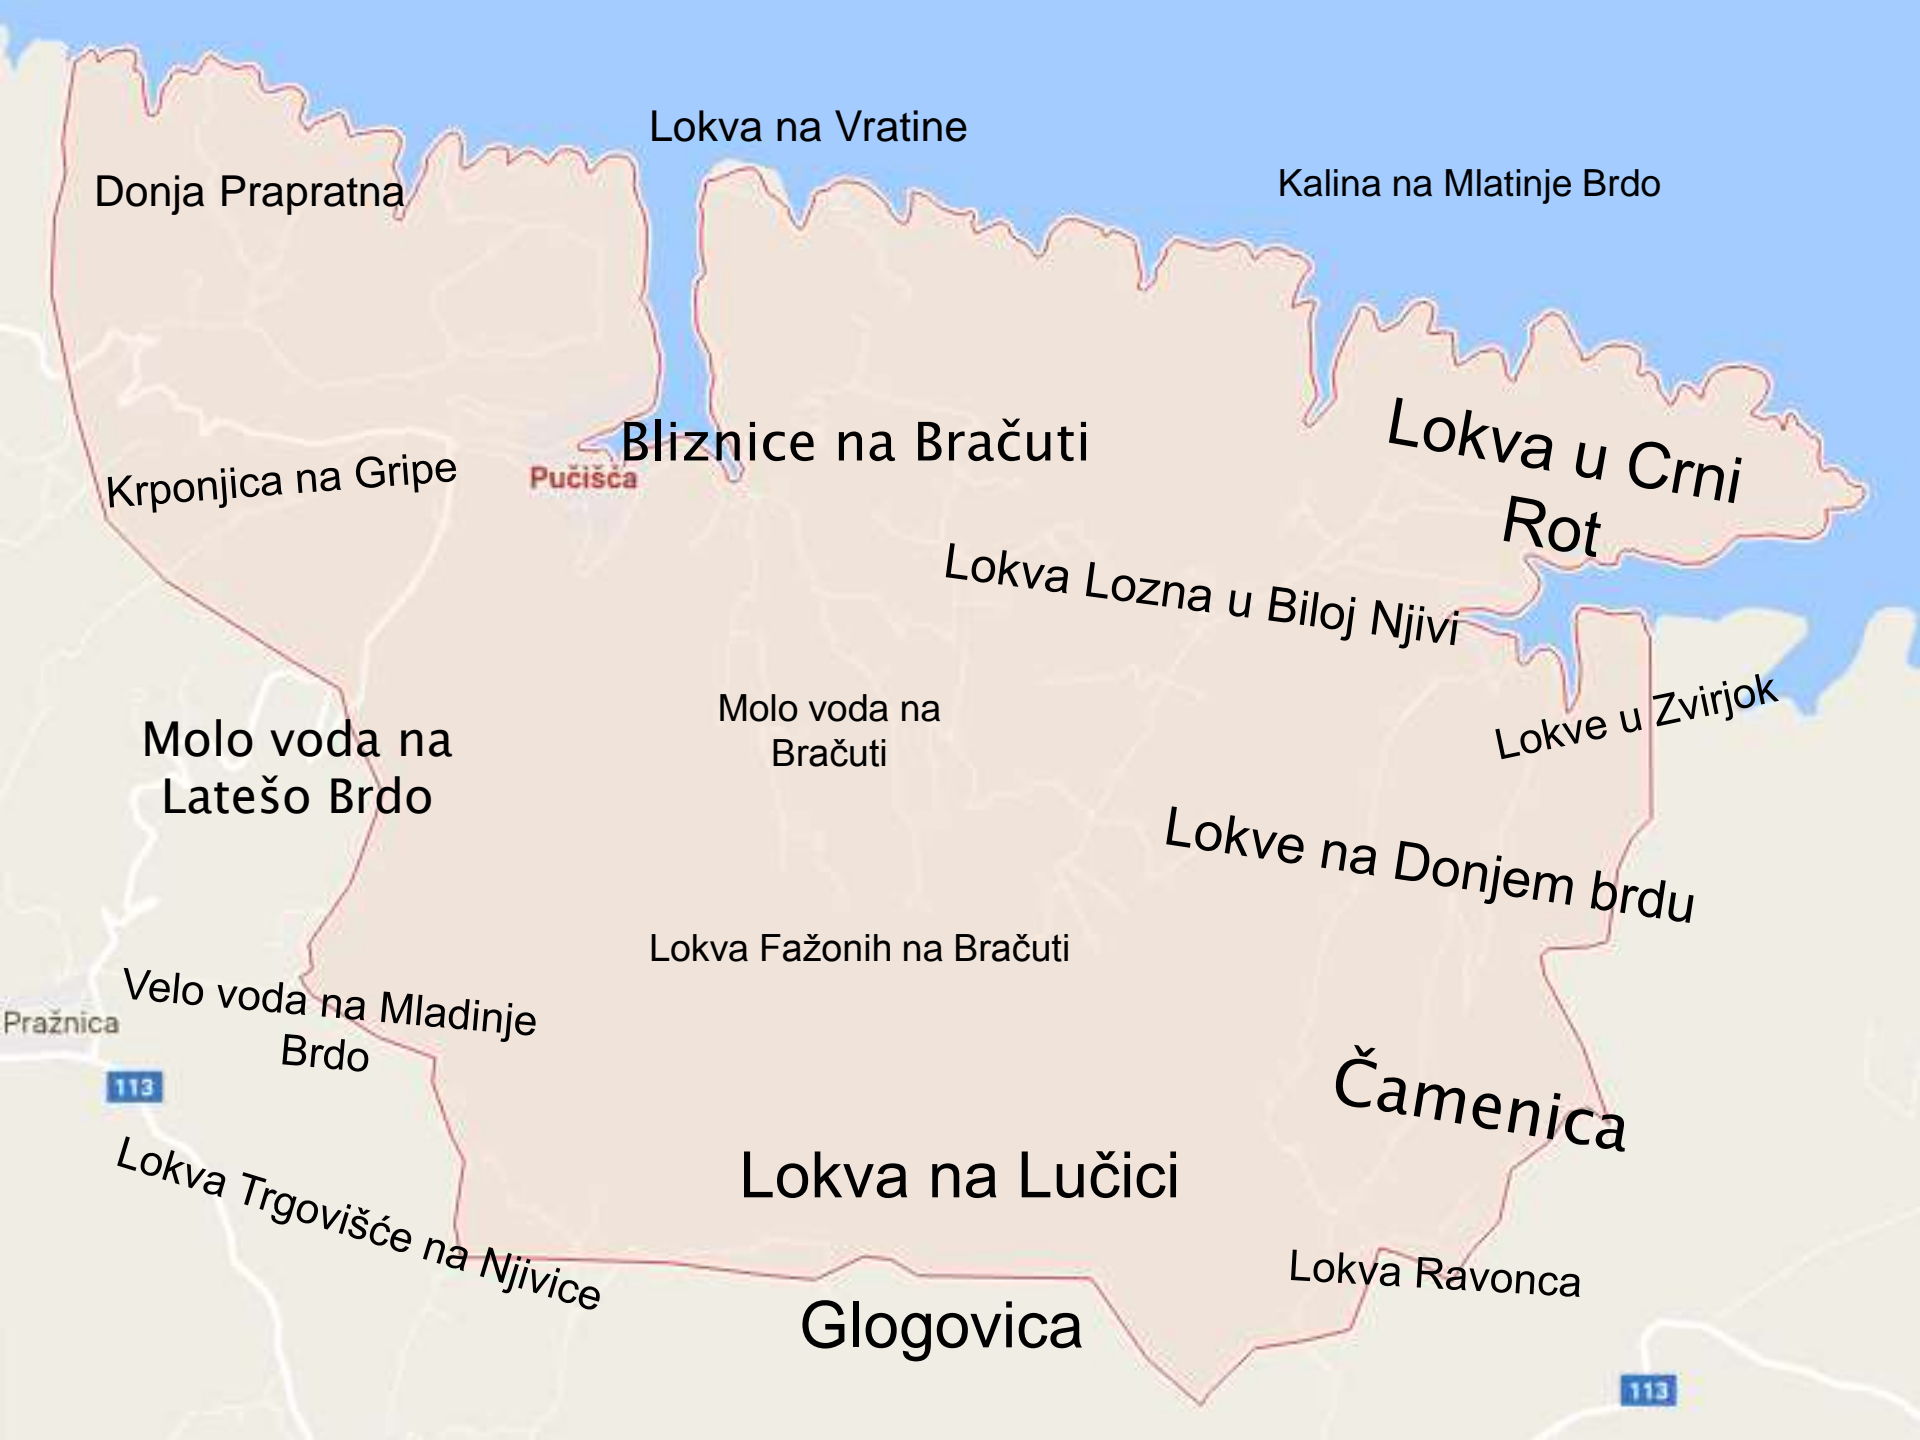 Lokva na Vratine
Kalina na Mlatinje Brdo
Donja Prapratna
Bliznice na Bračuti
Lokva u Crni
Rot
Krponjica na Gripe
Pučišća
Lokva Lozna u Biloj Njivi
Molo voda na
Latešo Brdo
Molo voda na
Bračuti
Lokve u Zvirjok
Lokve na Donjem brdu
Lokva Fažonih na Bračuti
Velo voda na Mladinje
Brdo
Pražnica
113
Čamenica
Lokva Trgovišće na Njivice
Lokva na Lučici
Lokva Ravonca
Glogovica
113